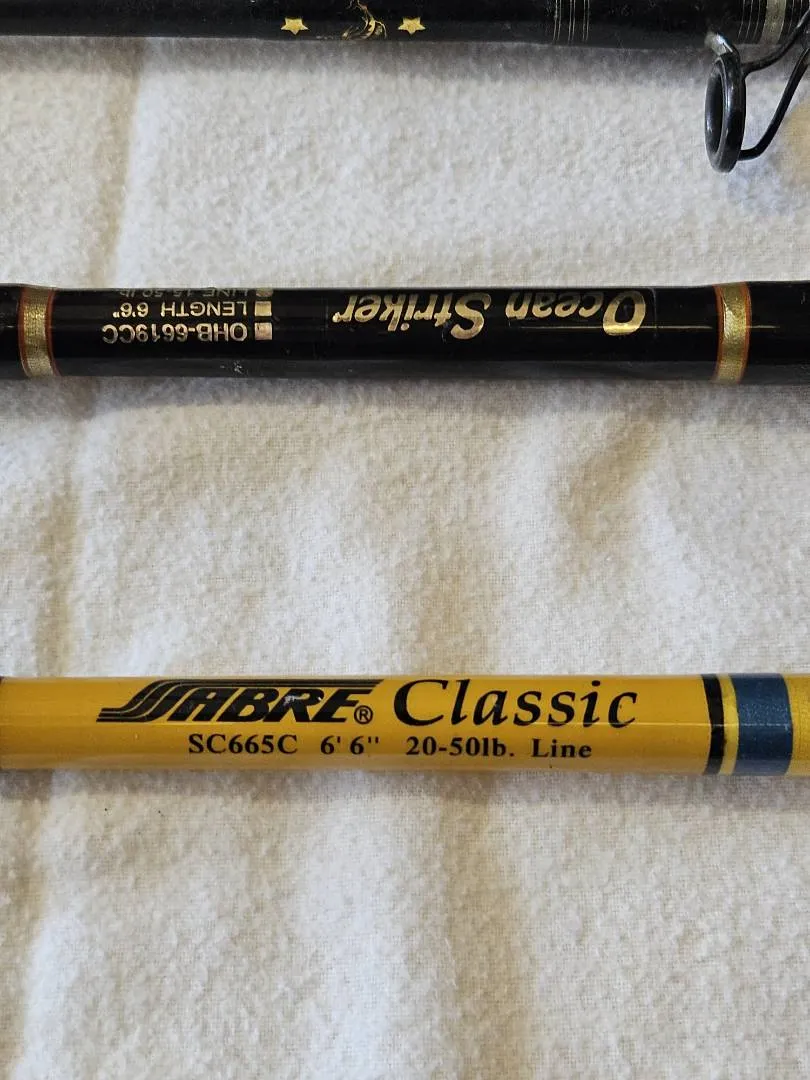 Ocean Striker
OHB-6619CC
LENGTH 6'6"
LINE 15-50 lb
SABRE® Classic
SC665C 6' 6" 20-50lb. Line